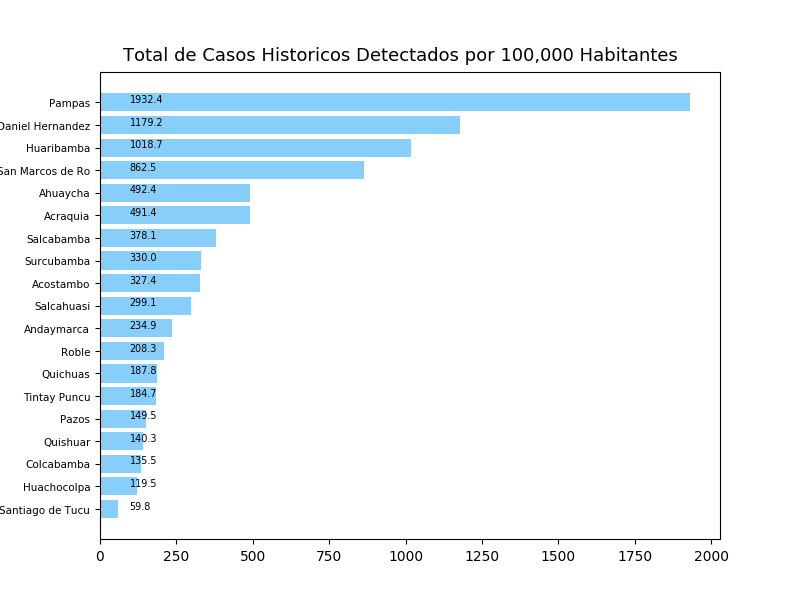 Total de Casos Historicos Detectados por 100,000 Habitantes
Pampas 1932.4
Daniel Hernandez 1179.2
Huaribamba 1018.7
San Marcos de Ro 862.5
Ahuaycha 492.4
Acraquia 491.4
Salcabamba 378.1
Surcubamba 330.0
Acostambo 327.4
Salcahuasi 299.1
Andaymarca 234.9
Roble 208.3
Quichuas 187.8
Tintay Puncu 184.7
Pazos 149.5
Quishuar 140.3
Colcabamba 135.5
Huachocolpa 119.5
Santiago de Tucu 59.8
0 250 500 750 1000 1250 1500 1750 2000